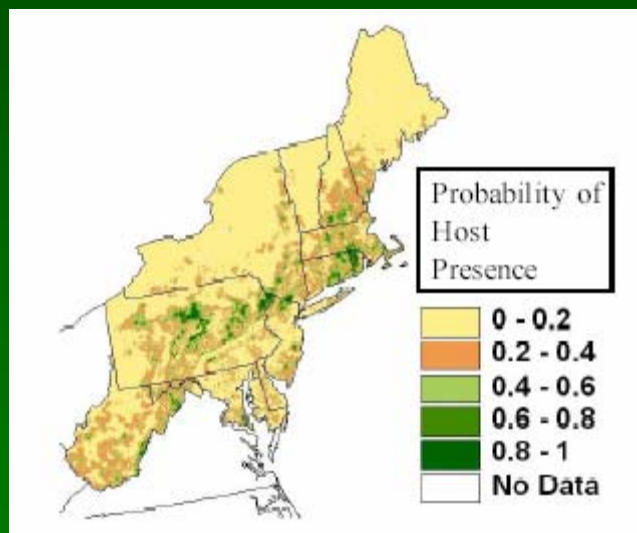 Probability of
Host
Presence
0 - 0.2
0.2 - 0.4
0.4 - 0.6
0.6 - 0.8
0.8 - 1
No Data